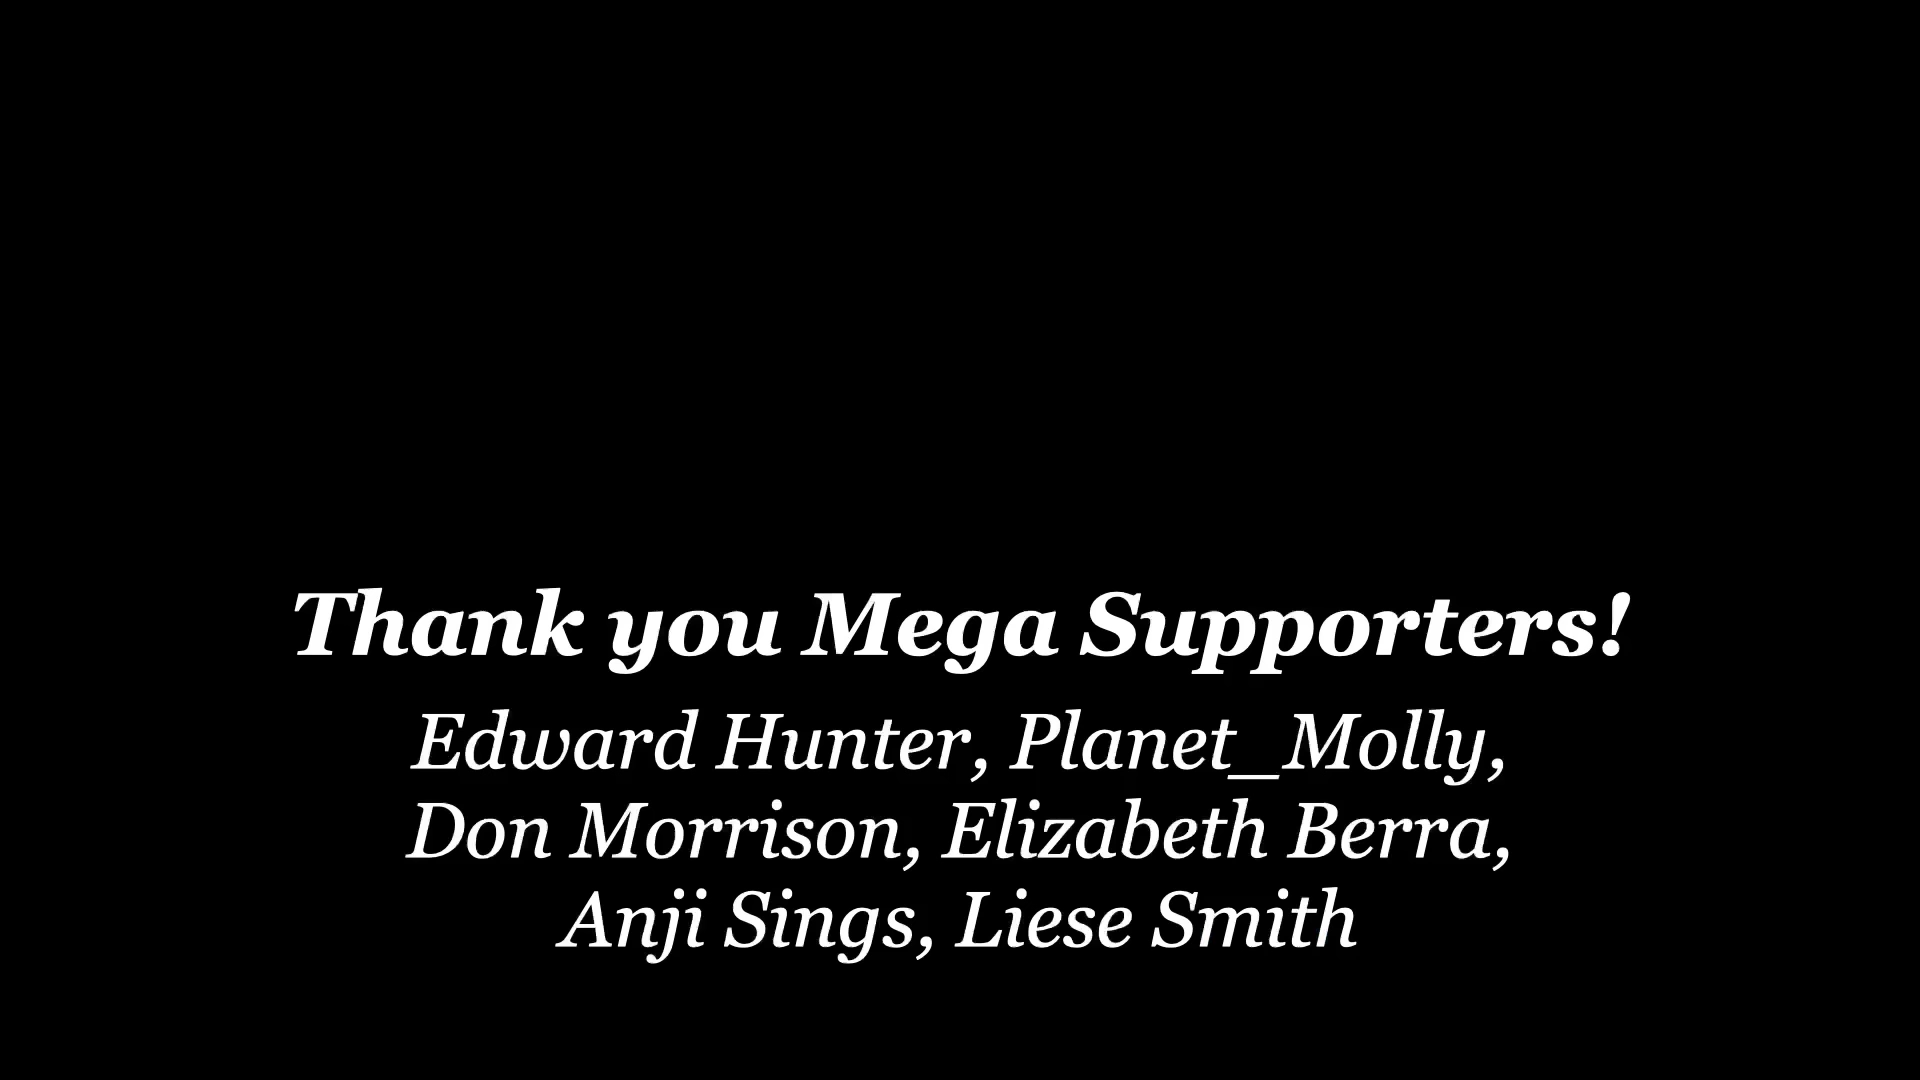 Thank you Mega Supporters!
Edward Hunter, Planet_Molly,
Don Morrison, Elizabeth Berra,
Anji Sings, Liese Smith